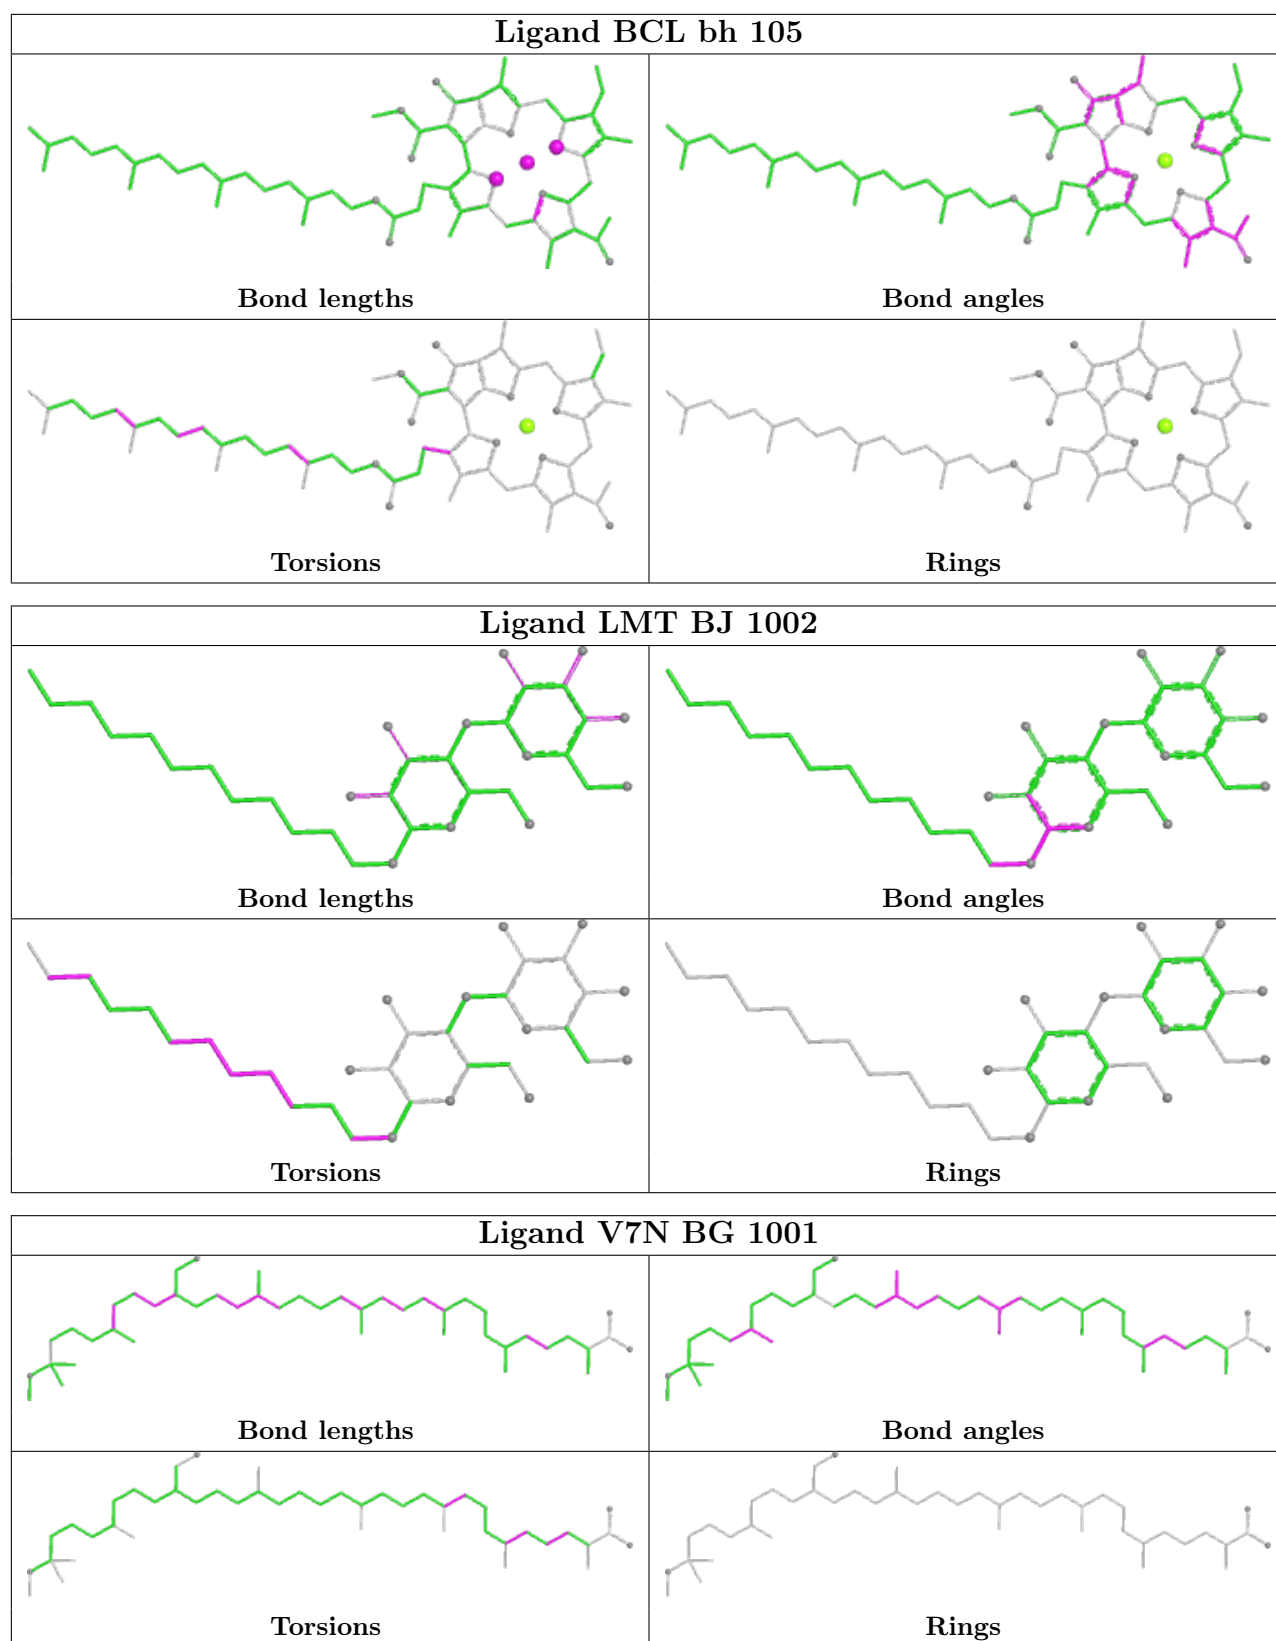 Ligand BCL bh 105
Bond lengths
Bond angles
Torsions
Rings
Ligand LMT BJ 1002
Bond lengths
Bond angles
Torsions
Rings
Ligand V7N BG 1001
Bond lengths
Bond angles
Torsions
Rings